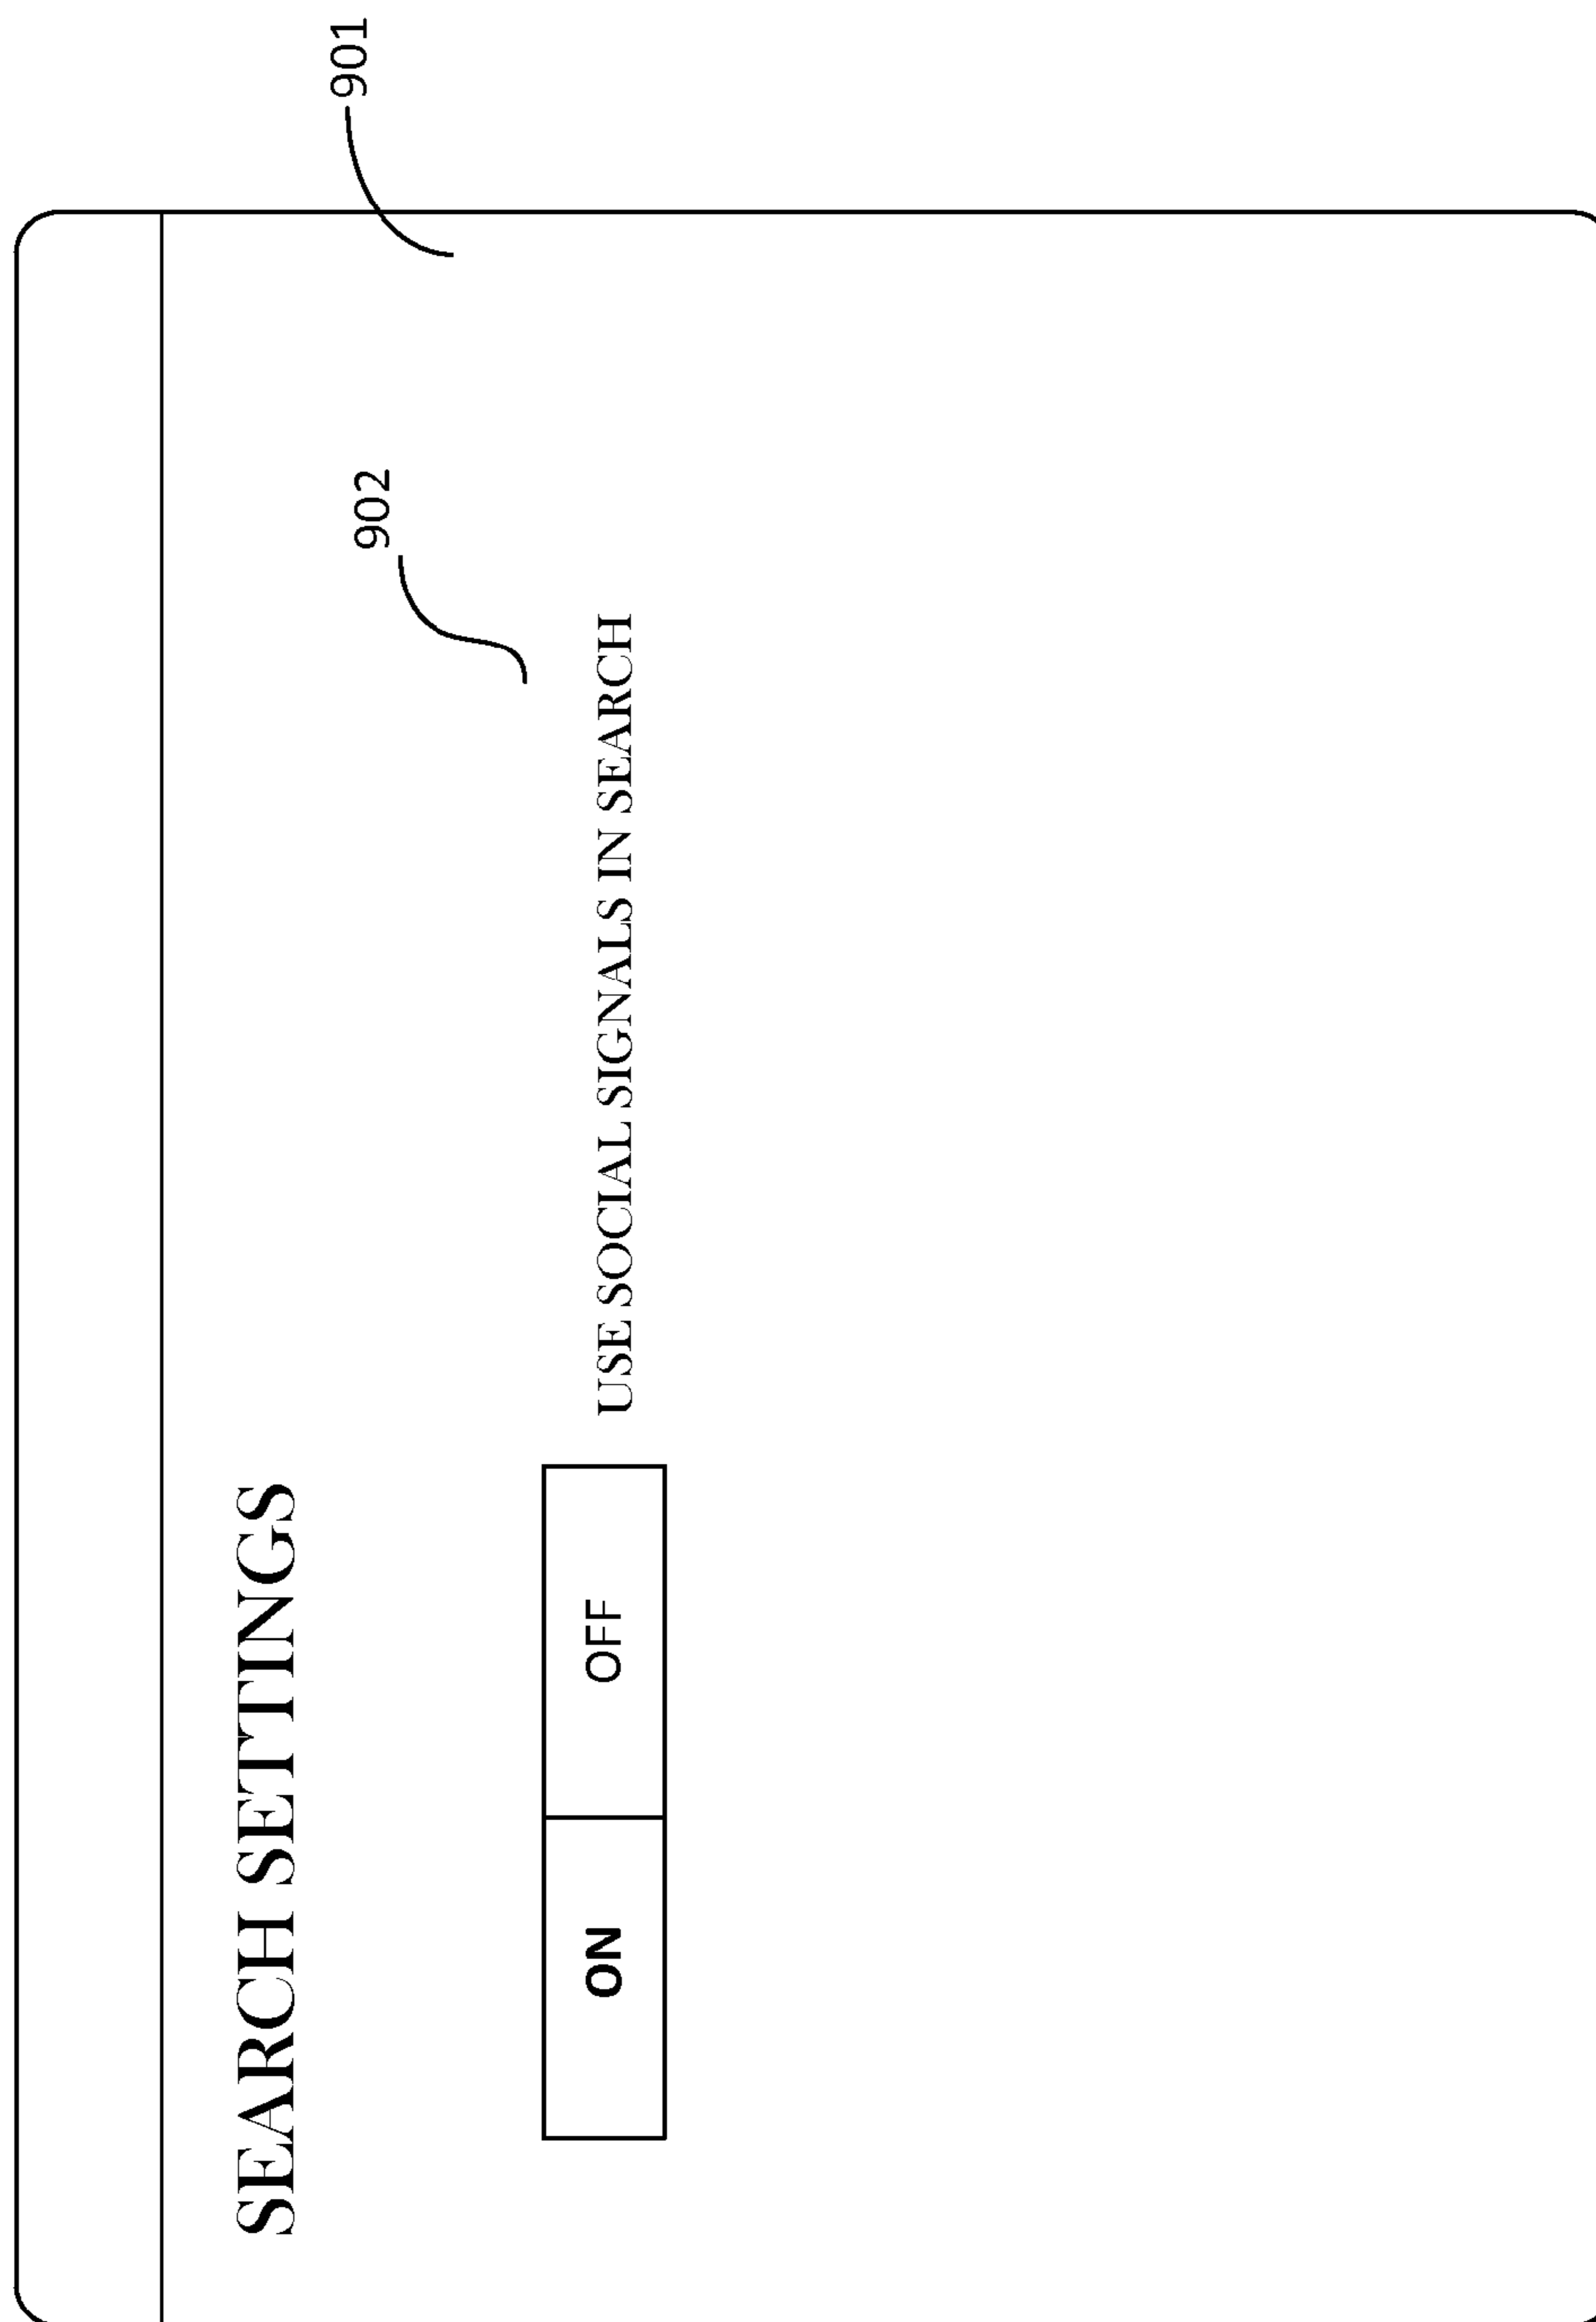 901
SEARCH SETTINGS
902
ON OFF USE SOCIAL SIGNALS IN SEARCH